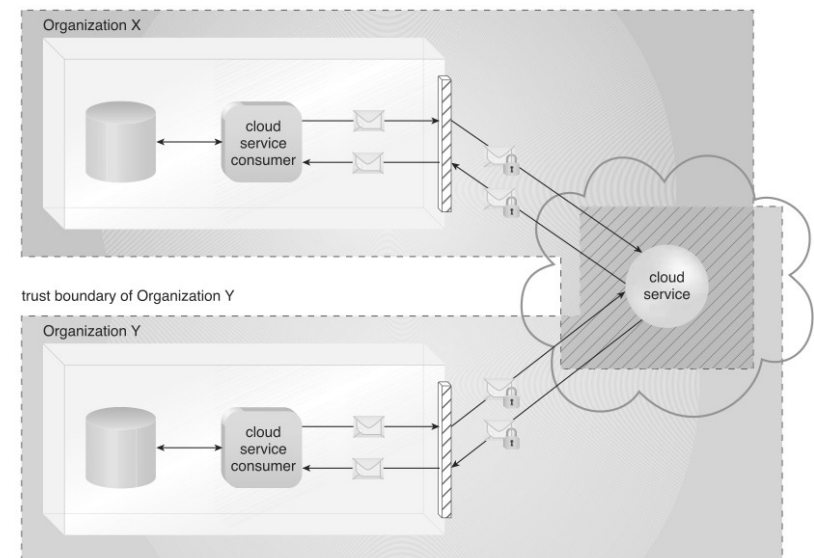 Organization X
cloud
service
consumer
cloud
service
trust boundary of Organization Y
Organization Y
cloud
service
consumer